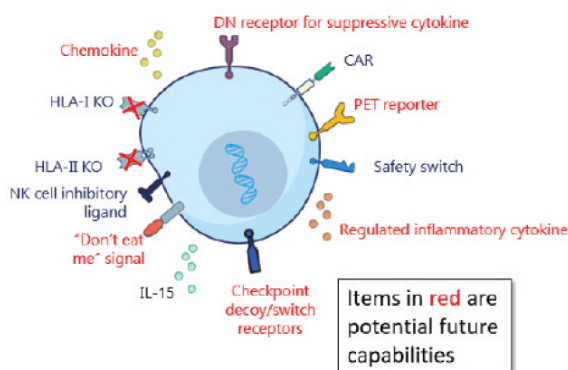 DN receptor for suppressive cytokine
Chemokine
CAR
HLA-I KO
PET reporter
HLA-II KO
Safety switch
NK cell inhibitory
ligand
Regulated inflammatory cytokine
"Don't eat
me" signal
IL-15
Checkpoint
decoy/switch
receptors
Items in red are
potential future
capabilities